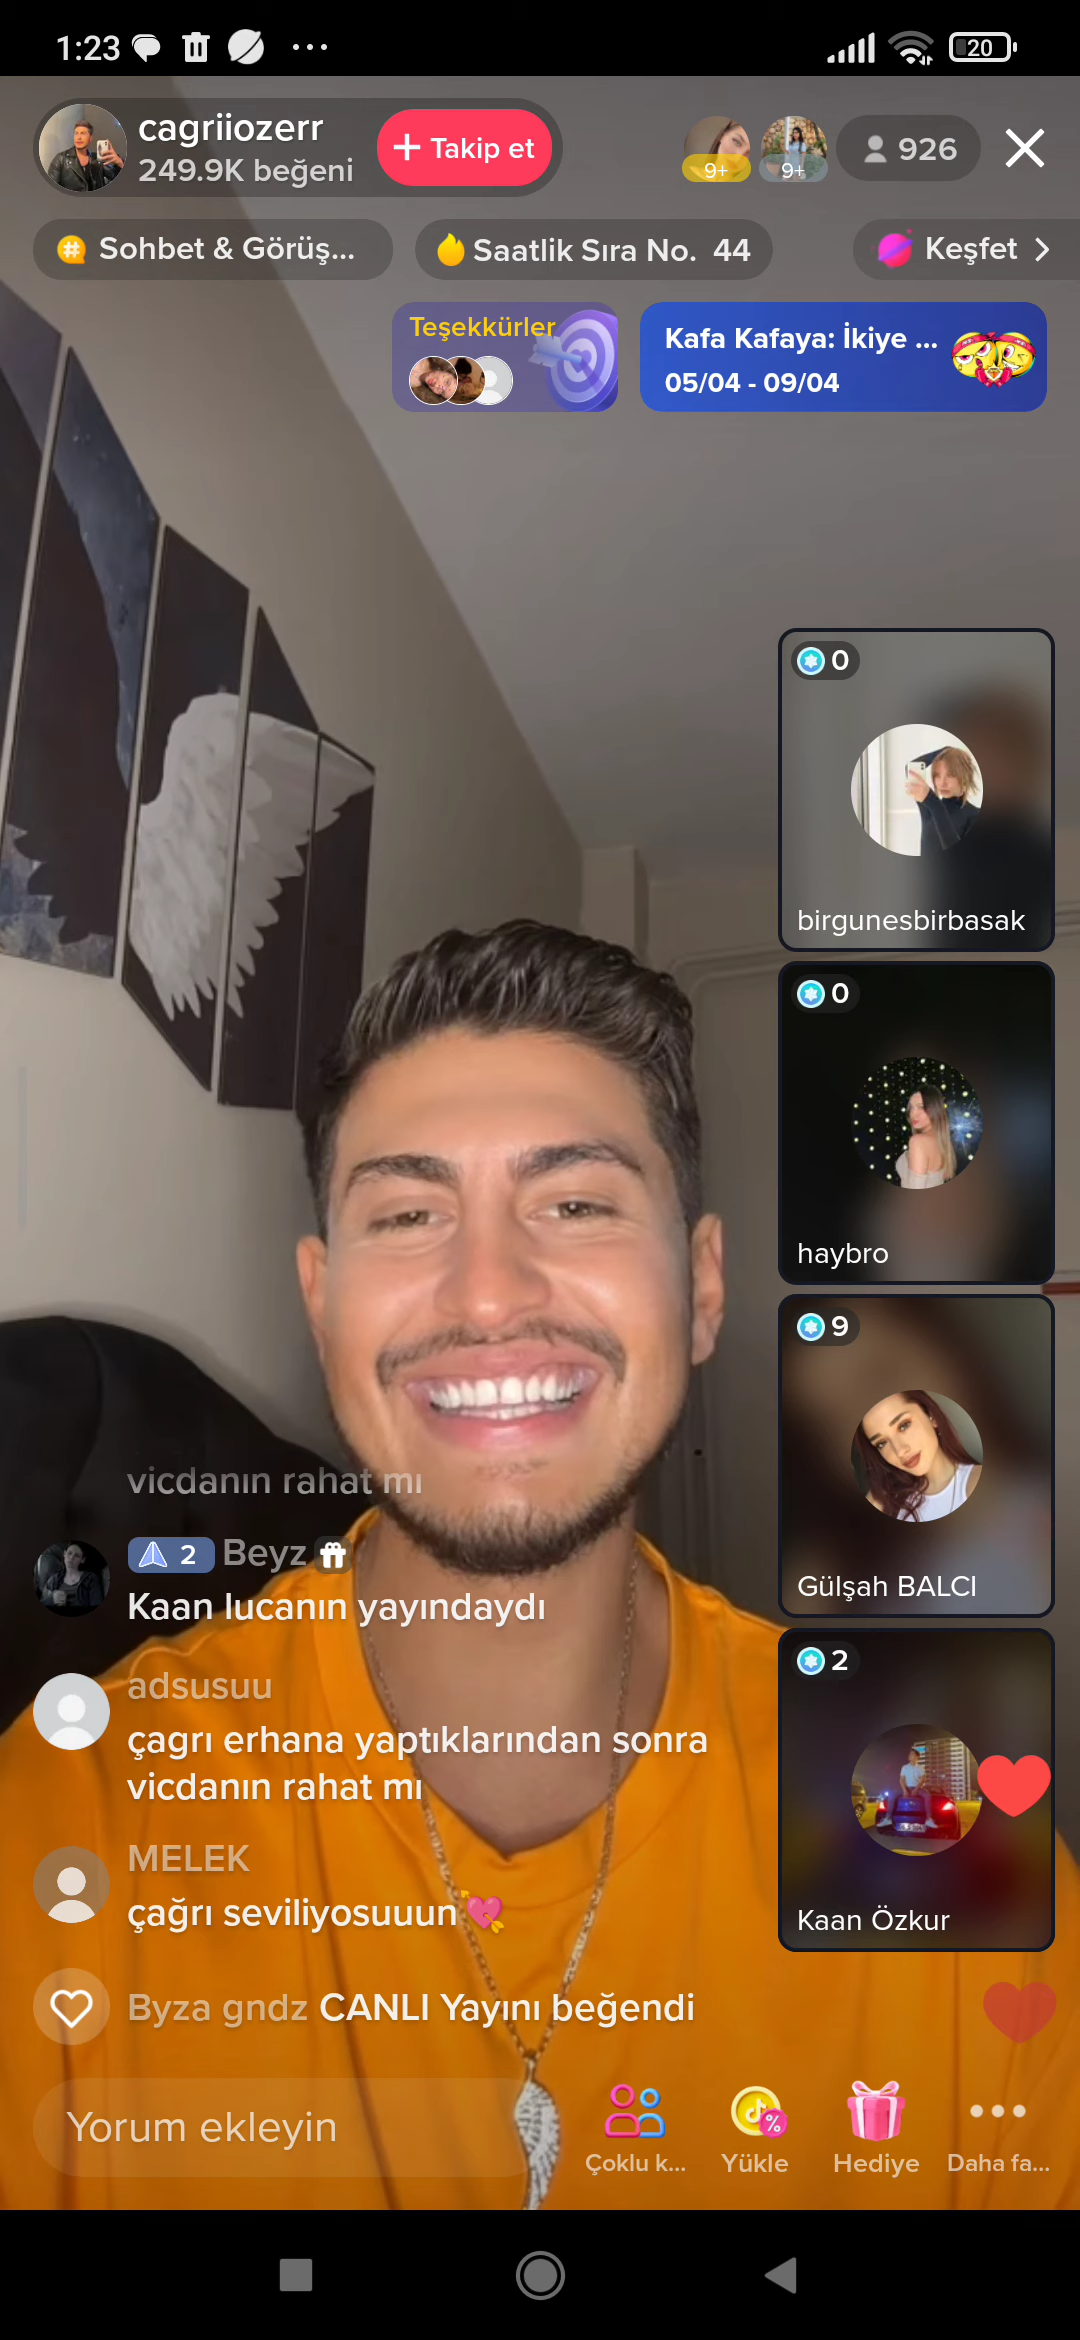 1:23
20
cagriiozerr
249.9K beğeni
+ Takip et
9+
9+
926
Sohbet & Görüş...
Saatlik Sıra No. 44
Keşfet
Teşekkürler
Kafa Kafaya: İkiye ...
05/04 - 09/04
0
birgunesbirbasak
0
haybro
9
Gülşah BALCI
2
Kaan Özkur
vicdanın rahat mı
2 Beyz
Kaan lucanın yayındaydı
adsusuu
çagrı erhana yaptıklarından sonra
vicdanın rahat mı
MELEK
çağrı seviliyosuuun💘
Byza gndz CANLI Yayını beğendi
Yorum ekleyin
Çoklu k...
Yükle
Hediye
Daha fa...